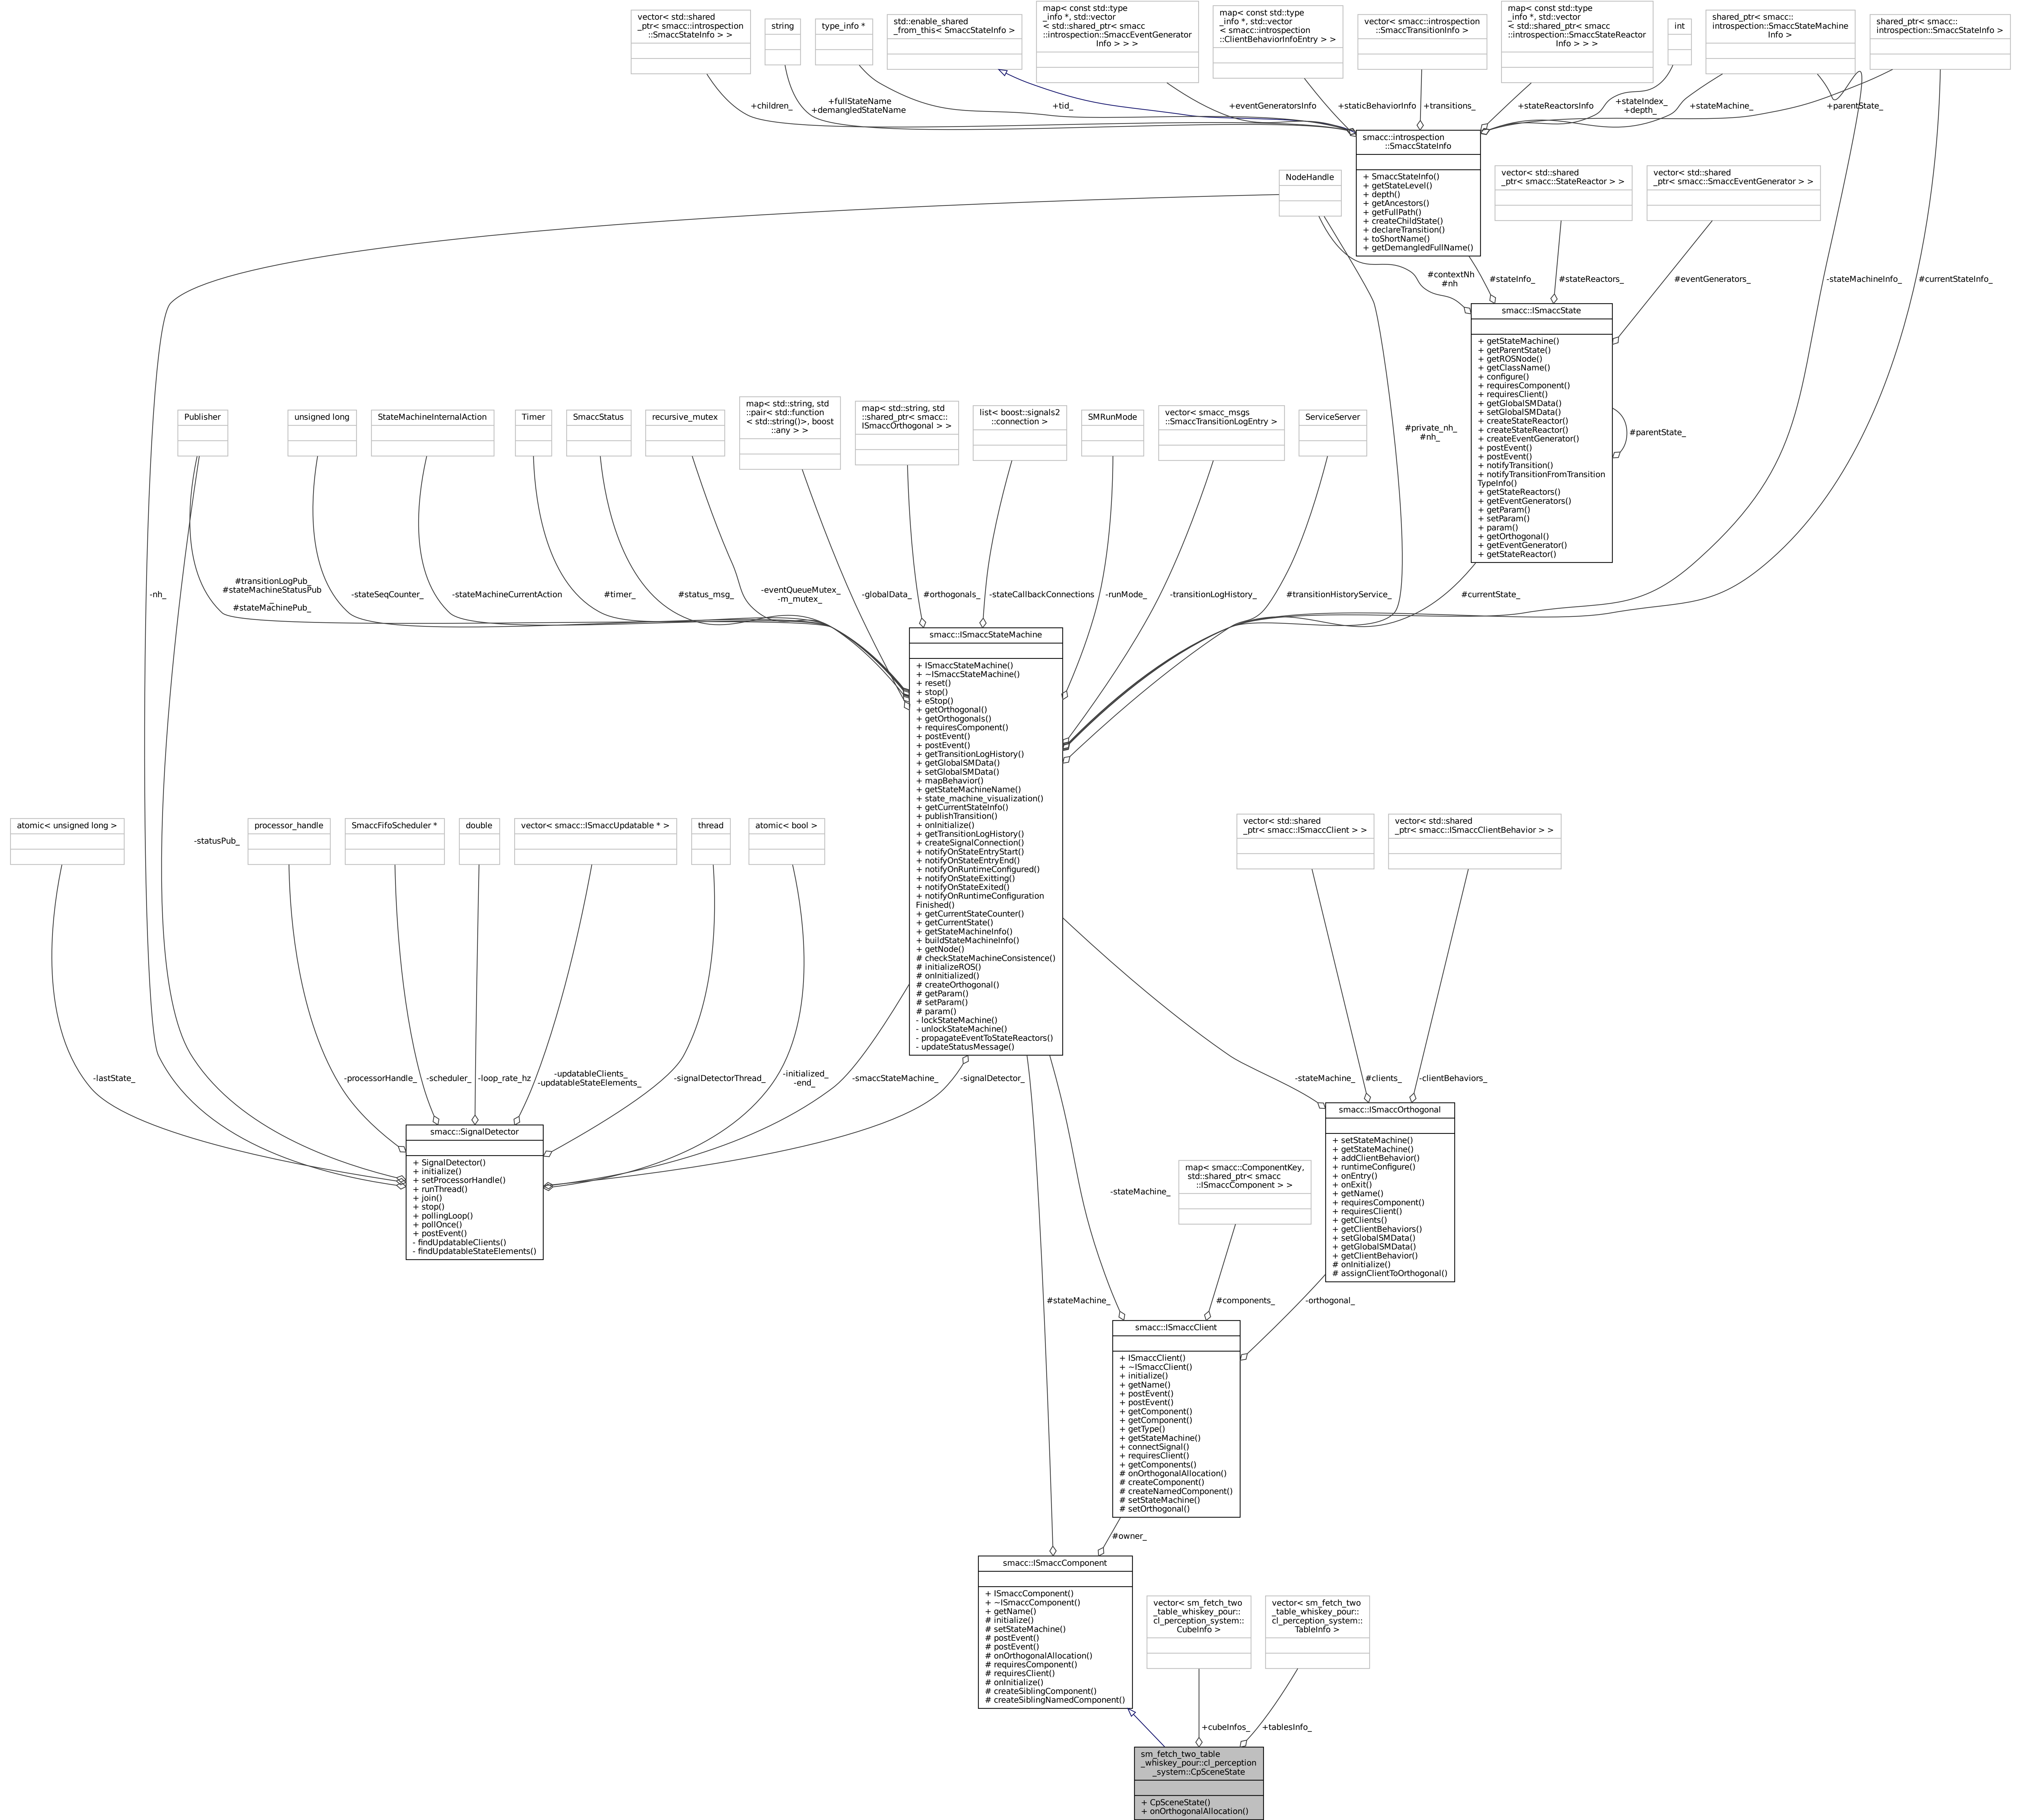 vector< std::shared
_ptr< smacc::introspection
::SmaccStateInfo > >
string
type_info *
std::enable_shared
_from_this< SmaccStateInfo >
map< const std::type
_info *, std::vector
< std::shared_ptr< smacc
::introspection::SmaccEventGenerator
Info > > >
map< const std::type
_info *, std::vector
< smacc::introspection
::ClientBehaviorInfoEntry > >
vector< smacc::introspection
::SmaccTransitionInfo >
map< const std::type
_info *, std::vector
< std::shared_ptr< smacc
::introspection::SmaccStateReactor
Info > > >
int
shared_ptr< smacc::
introspection::SmaccStateMachine
Info >
shared_ptr< smacc::
introspection::SmaccStateInfo >
+children_
+fullStateName
+demangledStateName
+tid_
+eventGeneratorsInfo
+staticBehaviorInfo
+transitions_
+stateReactorsInfo
+stateIndex_
+depth_
+stateMachine_
+parentState_
smacc::introspection
::SmaccStateInfo
+ SmaccStateInfo()
+ getStateLevel()
+ depth()
+ getAncestors()
+ getFullPath()
+ createChildState()
+ declareTransition()
+ toShortName()
+ getDemangledFullName()
NodeHandle
vector< std::shared
_ptr< smacc::StateReactor > >
vector< std::shared
_ptr< smacc::SmaccEventGenerator > >
#contextNh
#nh
#stateInfo_
#stateReactors_
#eventGenerators_
-stateMachineInfo_
#currentStateInfo_
smacc::ISmaccState
+ getStateMachine()
+ getParentState()
+ getROSNode()
+ getClassName()
+ configure()
+ requiresComponent()
+ requiresClient()
+ getGlobalSMData()
+ setGlobalSMData()
+ createStateReactor()
+ createStateReactor()
+ createEventGenerator()
+ postEvent()
+ postEvent()
+ notifyTransition()
+ notifyTransitionFromTransition
TypeInfo()
+ getStateReactors()
+ getEventGenerators()
+ getParam()
+ setParam()
+ param()
+ getOrthogonal()
+ getEventGenerator()
+ getStateReactor()
#parentState_
Publisher
unsigned long
StateMachineInternalAction
Timer
SmaccStatus
recursive_mutex
map< std::string, std
::pair< std::function
< std::string()>, boost
::any > >
map< std::string, std
::shared_ptr< smacc::
ISmaccOrthogonal > >
list< boost::signals2
::connection >
SMRunMode
vector< smacc_msgs
::SmaccTransitionLogEntry >
ServiceServer
#private_nh_
#nh_
-nh_
#transitionLogPub_
#stateMachineStatusPub
_
#stateMachinePub_
-stateSeqCounter_
-stateMachineCurrentAction
#timer_
#status_msg_
-eventQueueMutex_
-m_mutex_
-globalData_
#orthogonals_
-stateCallbackConnections
-runMode_
-transitionLogHistory_
#transitionHistoryService_
#currentState_
smacc::ISmaccStateMachine
+ ISmaccStateMachine()
+ ~ISmaccStateMachine()
+ reset()
+ stop()
+ eStop()
+ getOrthogonal()
+ getOrthogonals()
+ requiresComponent()
+ postEvent()
+ postEvent()
+ getTransitionLogHistory()
+ getGlobalSMData()
+ setGlobalSMData()
+ mapBehavior()
+ getStateMachineName()
+ state_machine_visualization()
+ getCurrentStateInfo()
+ publishTransition()
+ onInitialize()
+ getTransitionLogHistory()
+ createSignalConnection()
+ notifyOnStateEntryStart()
+ notifyOnStateEntryEnd()
+ notifyOnRuntimeConfigured()
+ notifyOnStateExitting()
+ notifyOnStateExited()
+ notifyOnRuntimeConfiguration
Finished()
+ getCurrentStateCounter()
+ getCurrentState()
+ getStateMachineInfo()
+ buildStateMachineInfo()
+ getNode()
# checkStateMachineConsistence()
# initializeROS()
# onInitialized()
# createOrthogonal()
# getParam()
# setParam()
# param()
- lockStateMachine()
- unlockStateMachine()
- propagateEventToStateReactors()
- updateStatusMessage()
atomic< unsigned long >
-statusPub_
processor_handle
SmaccFifoScheduler *
double
vector< smacc::ISmaccUpdatable * >
thread
atomic< bool >
vector< std::shared
_ptr< smacc::ISmaccClient > >
vector< std::shared
_ptr< smacc::ISmaccClientBehavior > >
-lastState_
-processorHandle_
-scheduler_
-loop_rate_hz
-updatableClients_
-updatableStateElements_
-signalDetectorThread_
-initialized_
-end_
-smaccStateMachine_
-signalDetector_
-stateMachine_
#clients_
-clientBehaviors_
smacc::SignalDetector
+ SignalDetector()
+ initialize()
+ setProcessorHandle()
+ runThread()
+ join()
+ stop()
+ pollingLoop()
+ pollOnce()
+ postEvent()
- findUpdatableClients()
- findUpdatableStateElements()
smacc::ISmaccOrthogonal
+ setStateMachine()
+ getStateMachine()
+ addClientBehavior()
+ runtimeConfigure()
+ onEntry()
+ onExit()
+ getName()
+ requiresComponent()
+ requiresClient()
+ getClients()
+ getClientBehaviors()
+ setGlobalSMData()
+ getGlobalSMData()
+ getClientBehavior()
# onInitialize()
# assignClientToOrthogonal()
-stateMachine_
map< smacc::ComponentKey,
std::shared_ptr< smacc
::ISmaccComponent > >
#stateMachine_
#components_
-orthogonal_
smacc::ISmaccClient
+ ISmaccClient()
+ ~ISmaccClient()
+ initialize()
+ getName()
+ postEvent()
+ postEvent()
+ getComponent()
+ getComponent()
+ getType()
+ getStateMachine()
+ connectSignal()
+ requiresClient()
+ getComponents()
# onOrthogonalAllocation()
# createComponent()
# createNamedComponent()
# setStateMachine()
# setOrthogonal()
#owner_
smacc::ISmaccComponent
+ ISmaccComponent()
+ ~ISmaccComponent()
+ getName()
# initialize()
# setStateMachine()
# postEvent()
# postEvent()
# onOrthogonalAllocation()
# requiresComponent()
# requiresClient()
# onInitialize()
# createSiblingComponent()
# createSiblingNamedComponent()
vector< sm_fetch_two
_table_whiskey_pour::
cl_perception_system::
CubeInfo >
vector< sm_fetch_two
_table_whiskey_pour::
cl_perception_system::
TableInfo >
+cubeInfos_
+tablesInfo_
sm_fetch_two_table
_whiskey_pour::cl_perception
_system::CpSceneState
+ CpSceneState()
+ onOrthogonalAllocation()